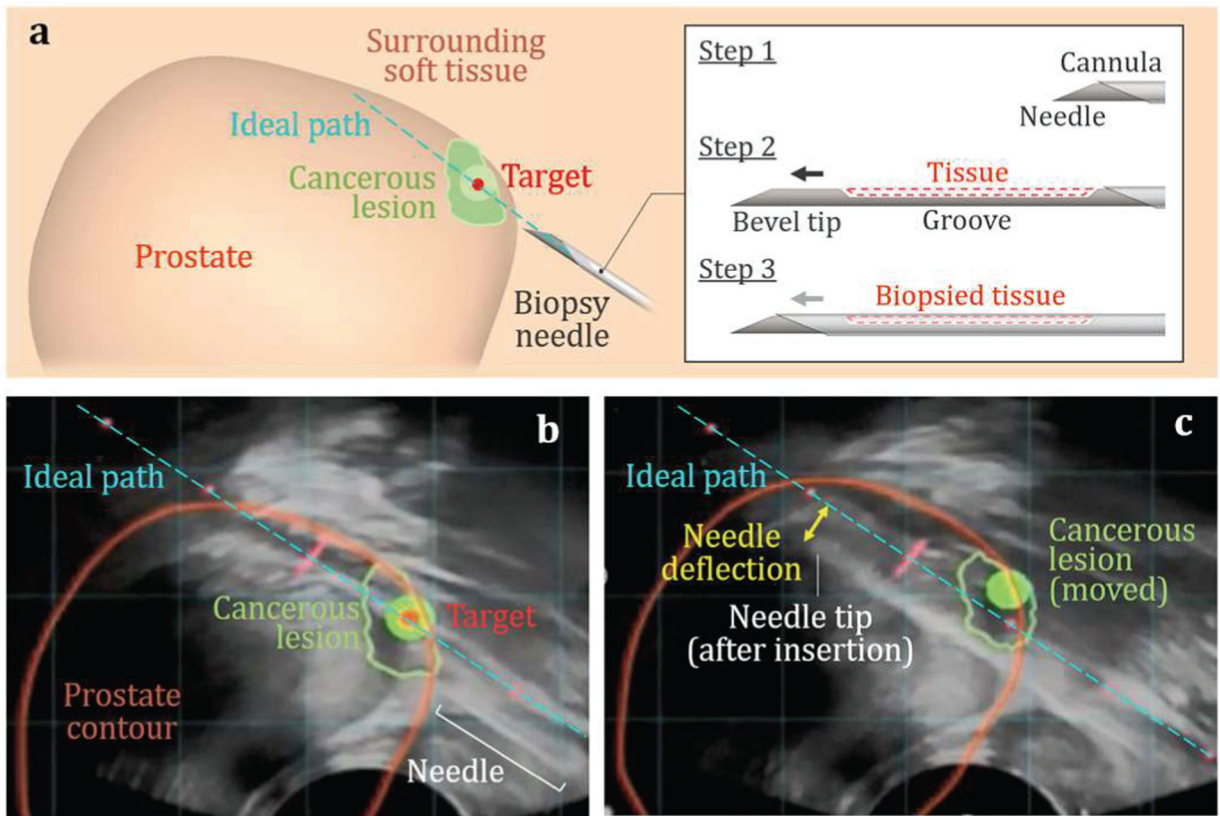 a
Surrounding
soft tissue
Ideal path
Cancerous
lesion
Target
Prostate
Biopsy
needle
Step 1
Cannula
Needle
Step 2
Tissue
Bevel tip
Groove
Step 3
Biopsied tissue
b
Ideal path
Cancerous
lesion
Target
Prostate
contour
Needle
c
Ideal path
Needle
deflection
Cancerous
lesion
(moved)
Needle tip
(after insertion)